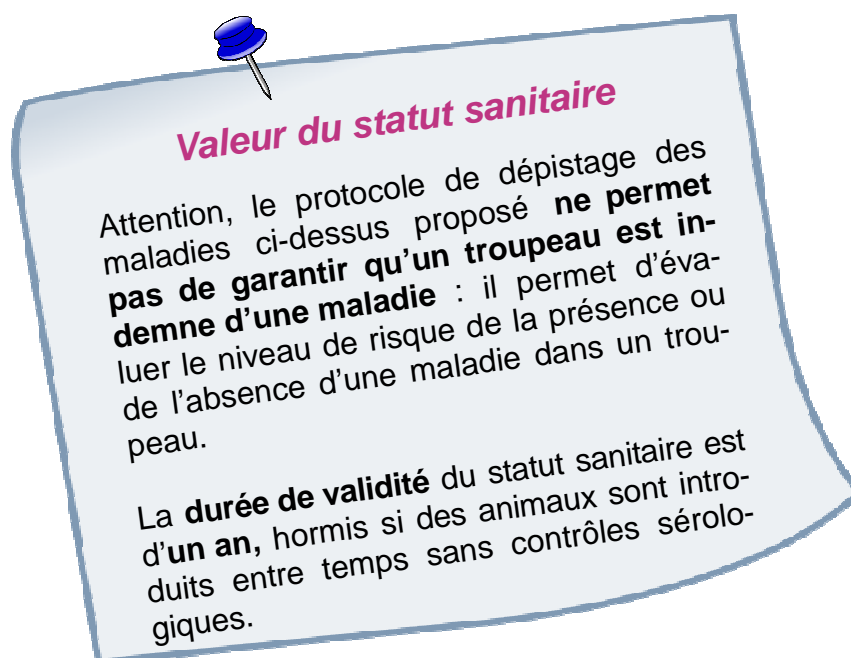 Valeur du statut sanitaire
Attention, le protocole de dépistage des
maladies ci-dessus proposé ne permet
pas de garantir qu’un troupeau est in-
demne d’une maladie : il permet d’éva-
luer le niveau de risque de la présence ou
de l’absence d’une maladie dans un trou-
peau.
La durée de validité du statut sanitaire est
d’un an, hormis si des animaux sont intro-
duits entre temps sans contrôles sérolo-
giques.